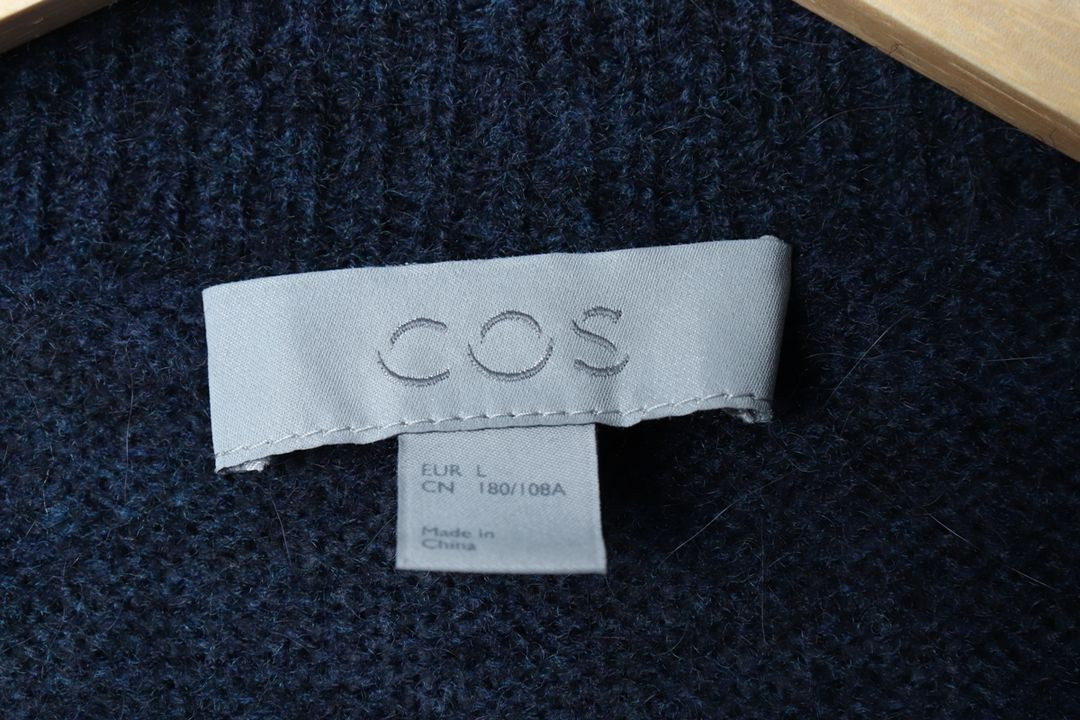 COS
EUR L
CN 180/108A
Made in
China